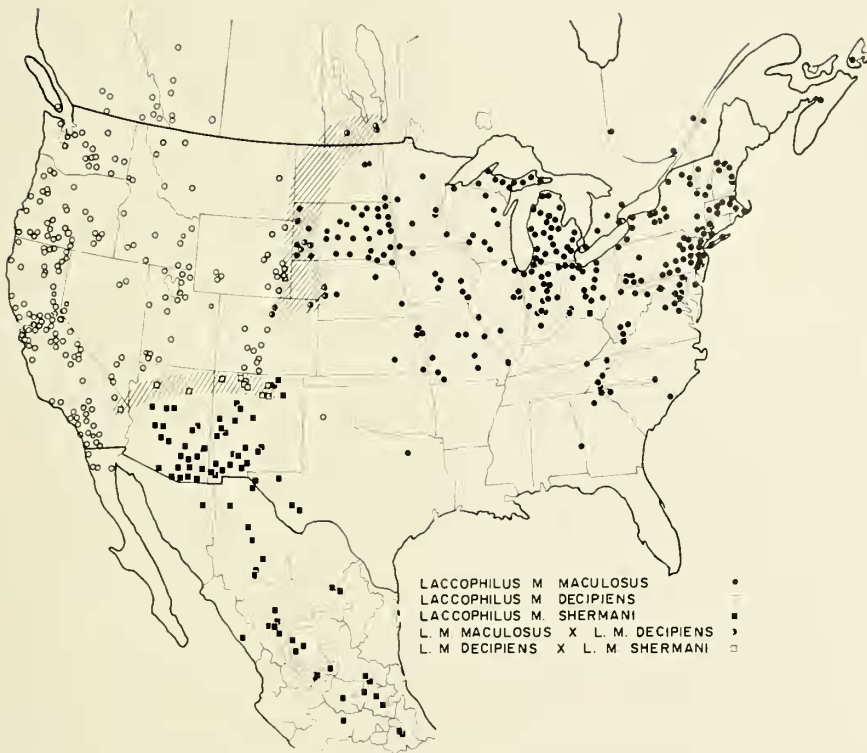 LACCOPHILUS M MACULOSUS
LACCOPHILUS M DECIPIENS
LACCOPHILUS M. SHERMANI
L. M MACULOSUS X L. M. DECIPIENS
L. M DECIPIENS X L. M SHERMANI